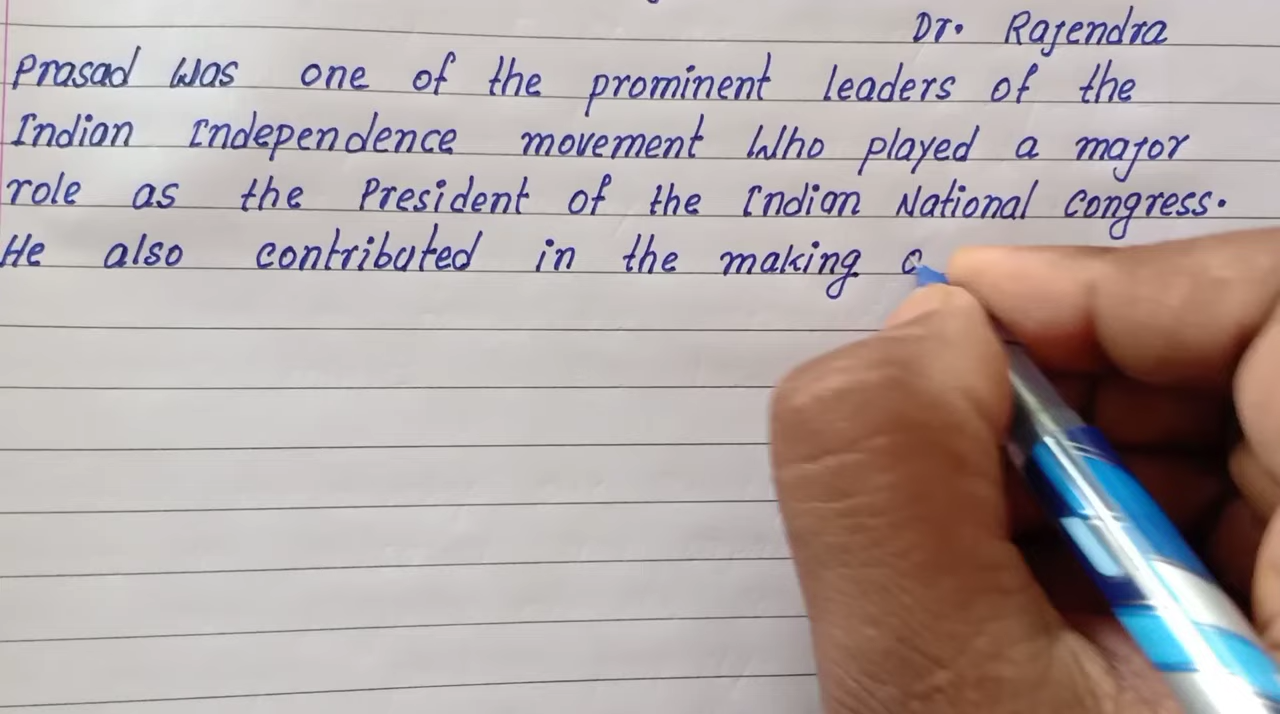 Dr. Rajendra
Prasad was one of the prominent leaders of the
Indian Independence movement who played a major
role as the President of the Indian National Congress.
He also contributed in the making